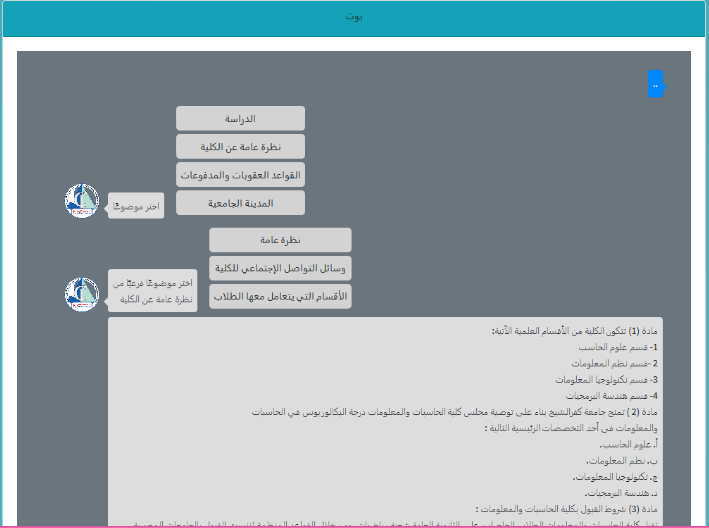 بوت
..
الدراسة
نظرة عامة عن الكلية
القواعد العقوبات والمدفوعات
المدينة الجامعية
اختر موضوعًا
نظرة عامة
وسائل التواصل الإجتماعي للكلية
الأقسام التي يتعامل معها الطلاب
اختر موضوعًا فرعيًا من
نظرة عامة عن الكلية
مادة (1) تتكون الكلية من الأقسام العلمية الآتية:
1- قسم علوم الحاسب
2 -قسم نظم المعلومات
3- قسم تكنولوجيا المعلومات
4- قسم هندسة البرمجيات
مادة (2 ) تمنح جامعة كفرالشيخ بناء على توصية مجلس كلية الحاسبات والمعلومات درجة البكالوريوس في الحاسبات
والمعلومات في أحد التخصصات الرئيسية التالية :
أ. علوم الحاسب.
ب. نظم المعلومات.
ج. تكنولوجيا المعلومات.
د. هندسة البرمجيات.
مادة (3) شروط القبول بكلية الحاسبات والمعلومات :